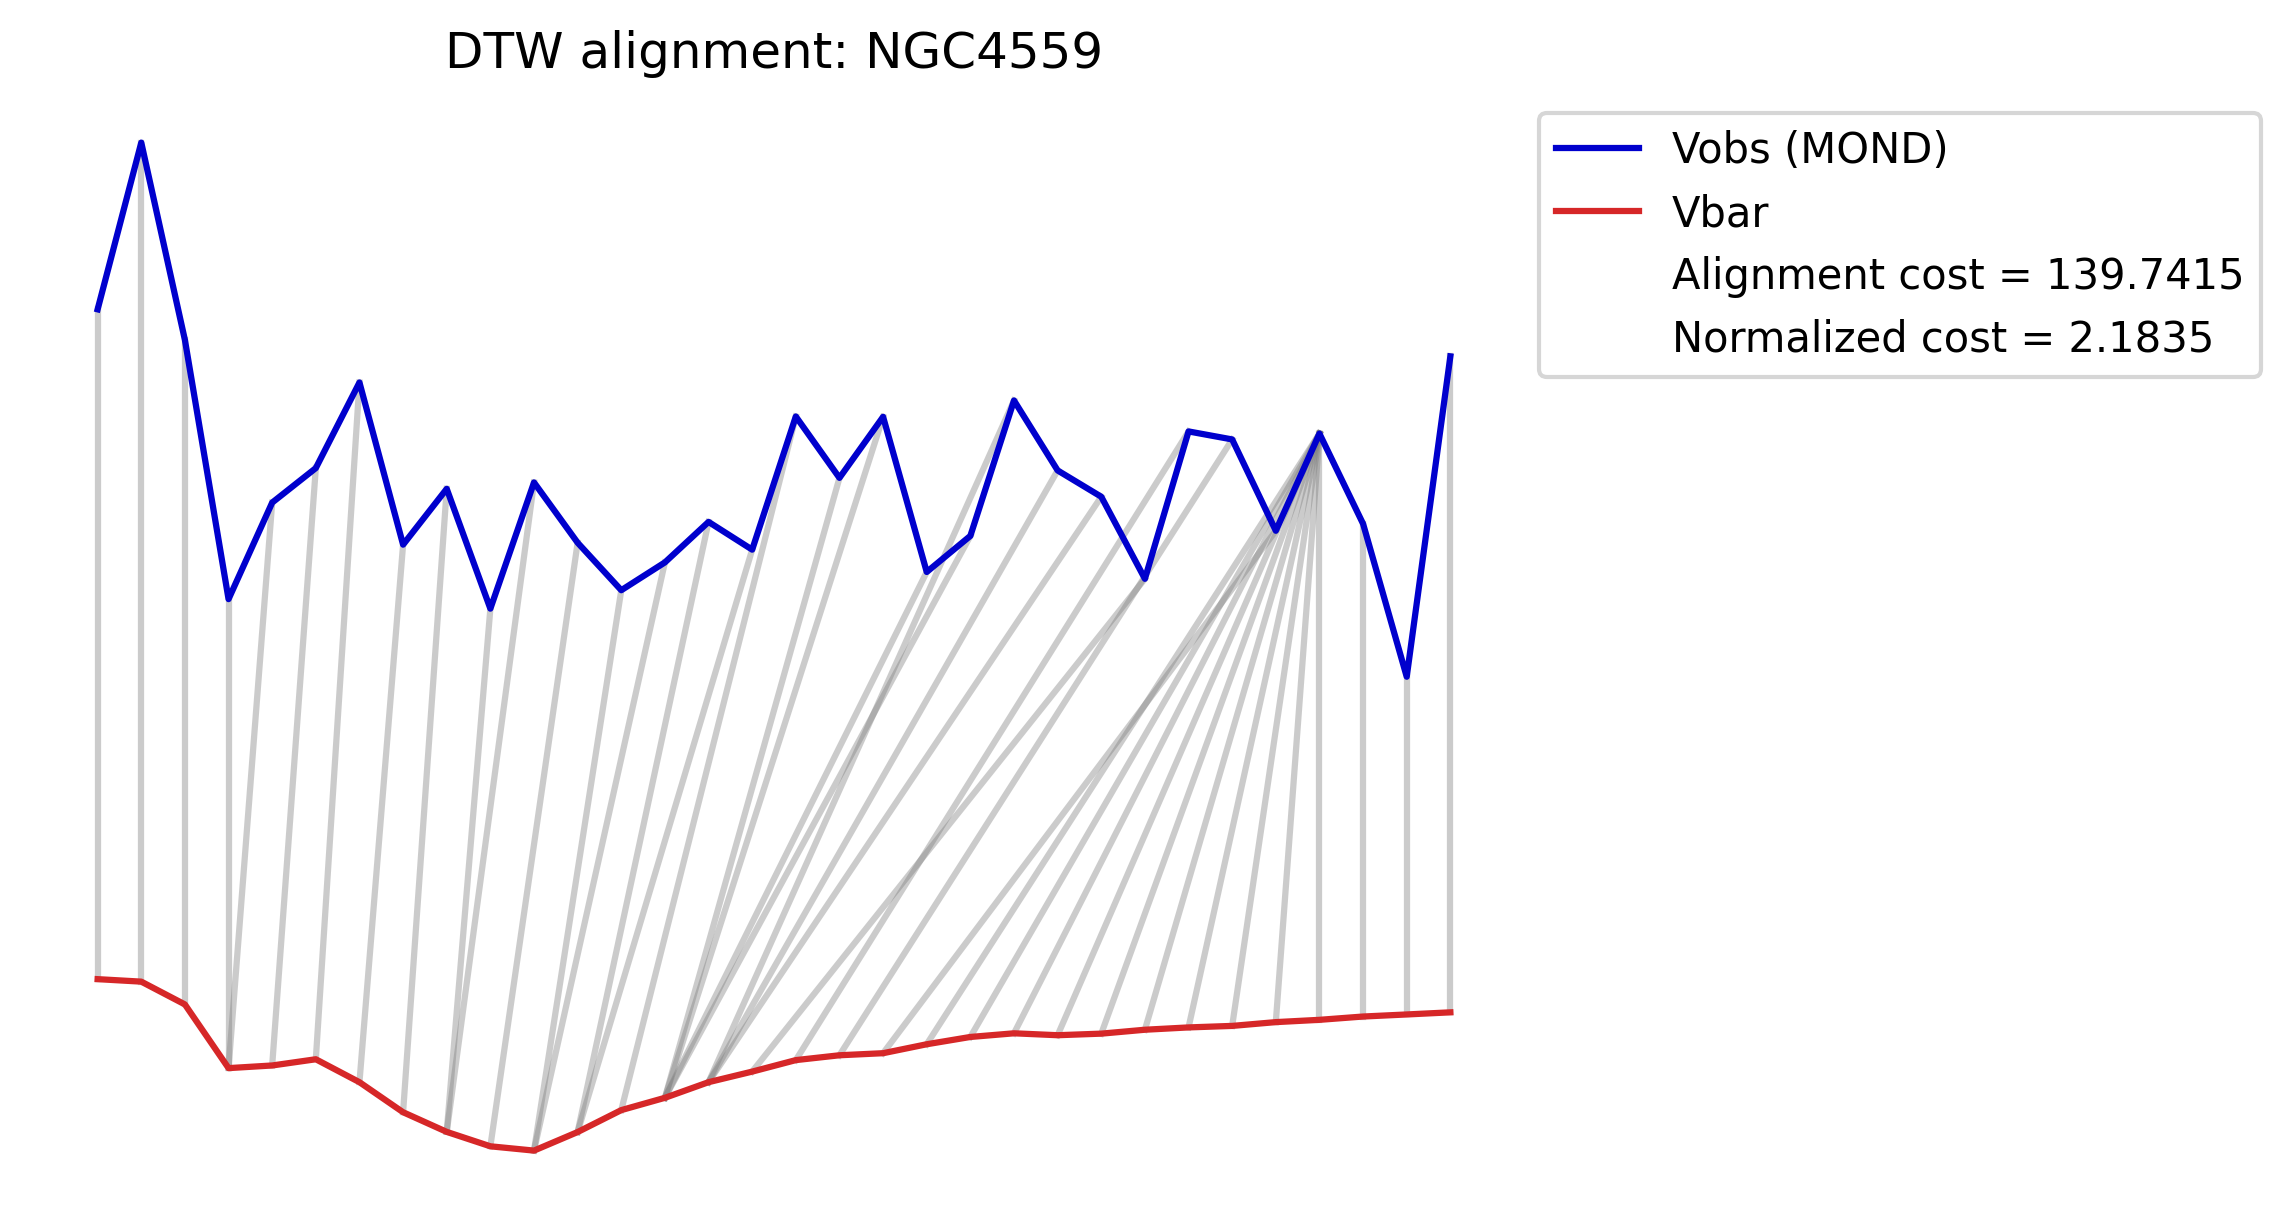 DTW alignment: NGC4559
Vobs (MOND)
Vbar
Alignment cost = 139.7415
Normalized cost = 2.1835